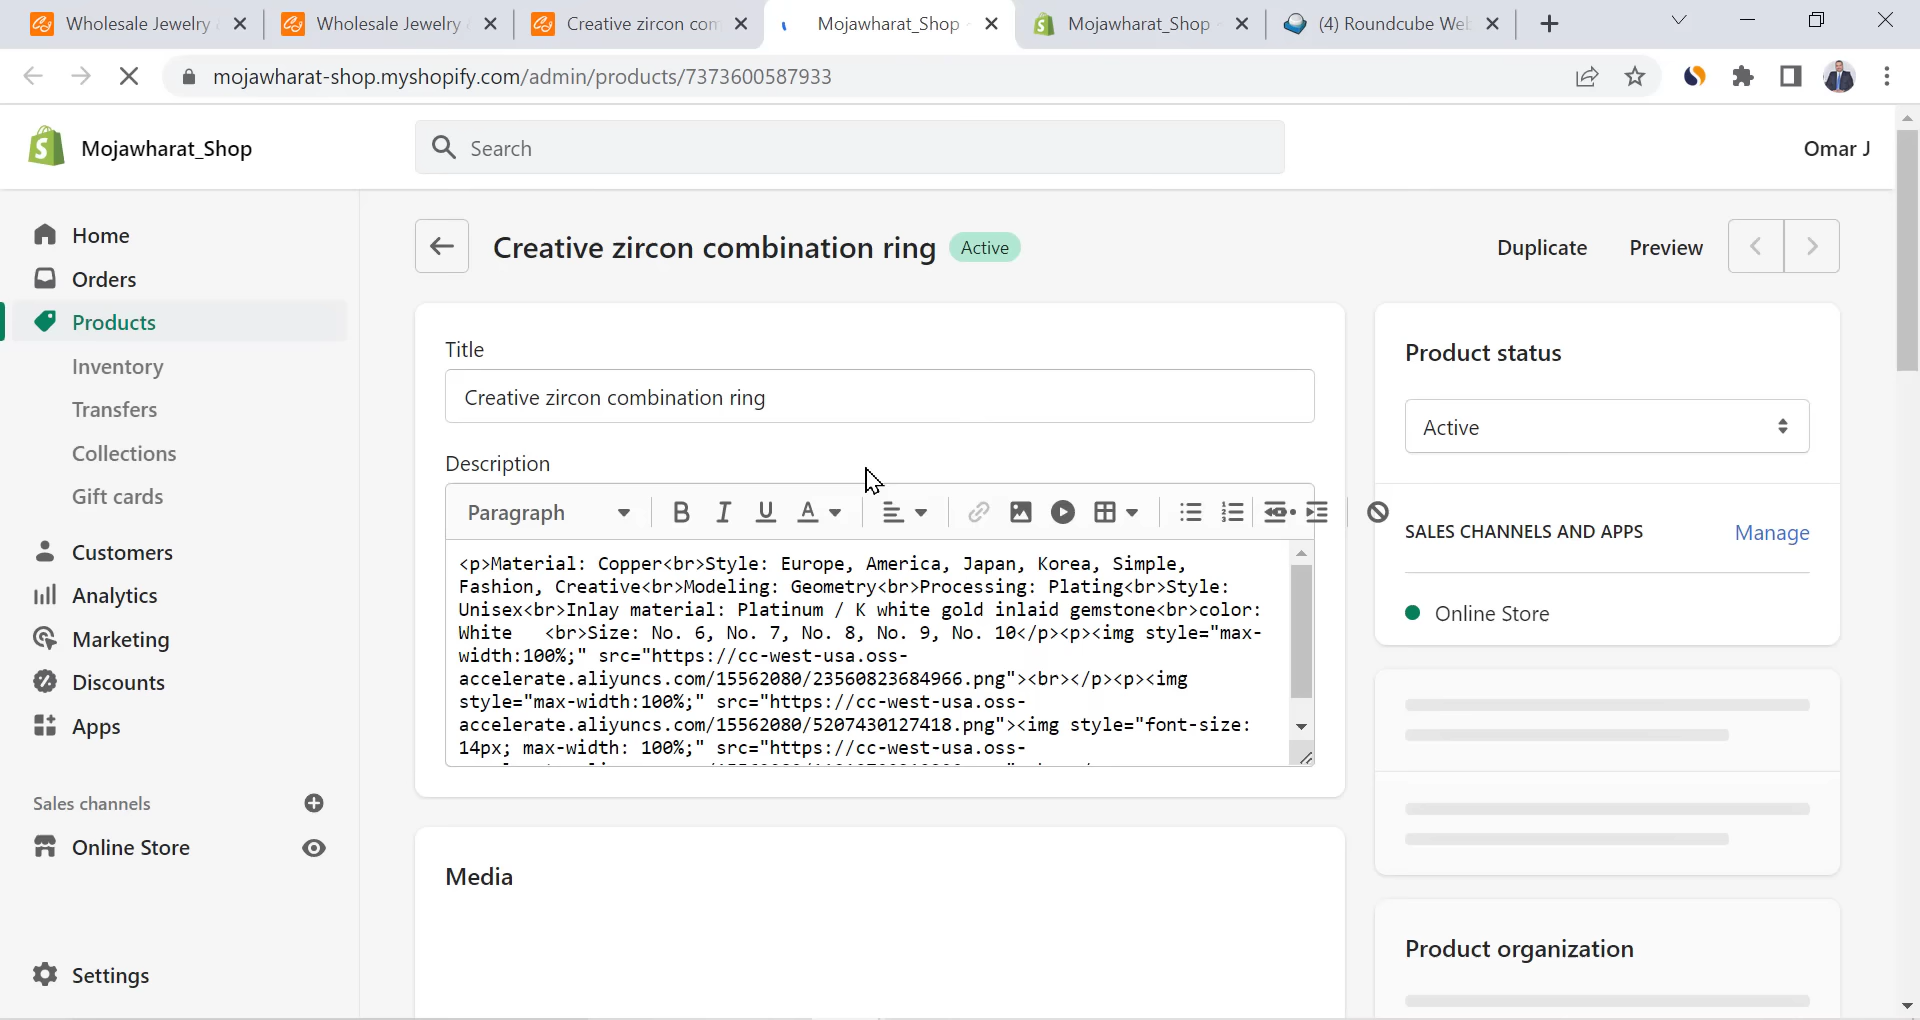 Wholesale Jewelry
Wholesale Jewelry
Creative zircon com
Mojawharat_Shop
Mojawharat_Shop
(4) Roundcube We
mojawharat-shop.myshopify.com/admin/products/7373600587933
Mojawharat_Shop
Search
Omar J
Home
Orders
Products
Inventory
Transfers
Collections
Gift cards
Customers
Analytics
Marketing
Discounts
Apps
Sales channels
Online Store
Settings
Creative zircon combination ring
Active
Duplicate
Preview
Title
Creative zircon combination ring
Description
Paragraph
B I U A
<p>Material: Copper<br>Style: Europe, America, Japan, Korea, Simple,
Fashion, Creative<br>Modeling: Geometry<br>Processing: Plating<br>Style:
Unisex<br>Inlay material: Platinum / K white gold inlaid gemstone<br>color:
White   <br>Size: No. 6, No. 7, No. 8, No. 9, No. 10</p><p><img style="max-
width:100%;" src="https://cc-west-usa.oss-
accelerate.aliyuncs.com/15562080/23560823684966.png"><br></p><p><img
style="max-width:100%;" src="https://cc-west-usa.oss-
accelerate.aliyuncs.com/15562080/5207430127418.png"><img style="font-size:
14px; max-width: 100%;" src="https://cc-west-usa.oss-
Media
Product status
Active
SALES CHANNELS AND APPS
Manage
Online Store
Product organization